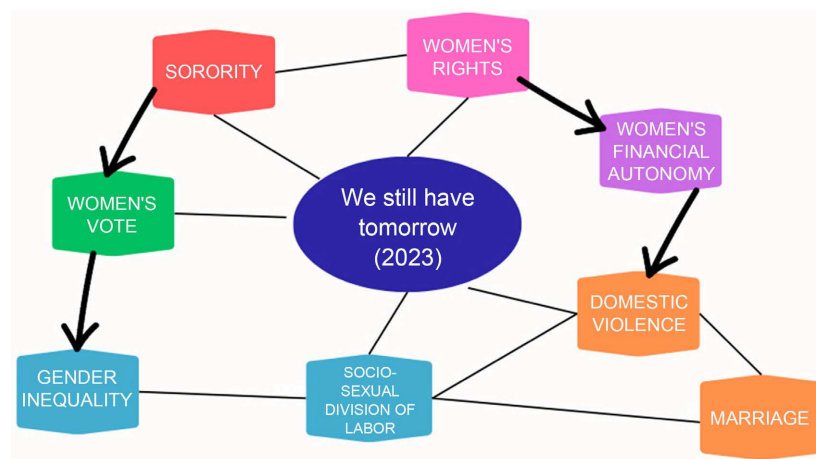 SORORITY
WOMEN'S
RIGHTS
WOMEN'S
FINANCIAL
AUTONOMY
WOMEN'S
VOTE
We still have
tomorrow
(2023)
DOMESTIC
VIOLENCE
GENDER
INEQUALITY
SOCIO-
SEXUAL
DIVISION OF
LABOR
MARRIAGE